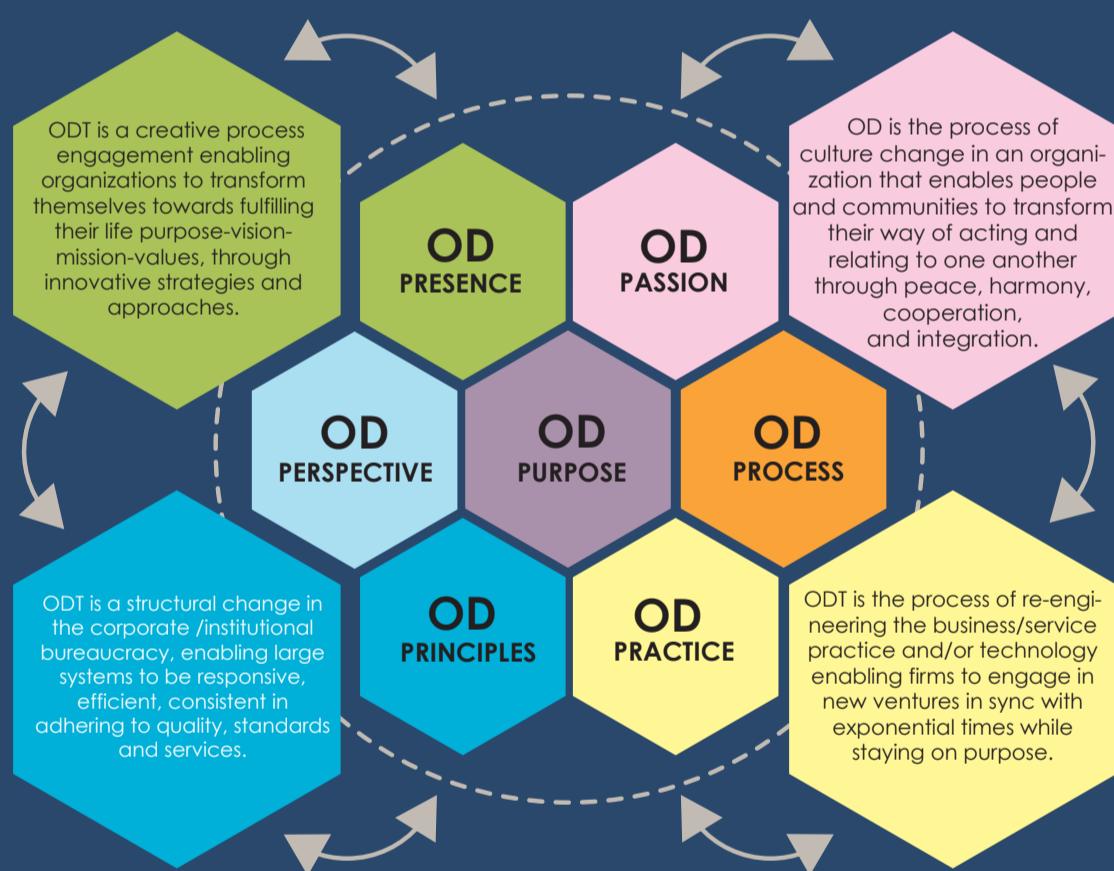 ODT is a creative process
engagement enabling
organizations to transform
themselves towards fulfilling
their life purpose-vision-
mission-values, through
innovative strategies and
approaches.
OD
PRESENCE
OD
PASSION
OD is the process of
culture change in an organi-
zation that enables people
and communities to transform
their way of acting and
relating to one another
through peace, harmony,
cooperation,
and integration.
OD
PERSPECTIVE
OD
PURPOSE
OD
PROCESS
ODT is a structural change in
the corporate /institutional
bureaucracy, enabling large
systems to be responsive,
efficient, consistent in
adhering to quality, standards
and services.
OD
PRINCIPLES
OD
PRACTICE
ODT is the process of re-engi-
neering the business/service
practice and/or technology
enabling firms to engage in
new ventures in sync with
exponential times while
staying on purpose.